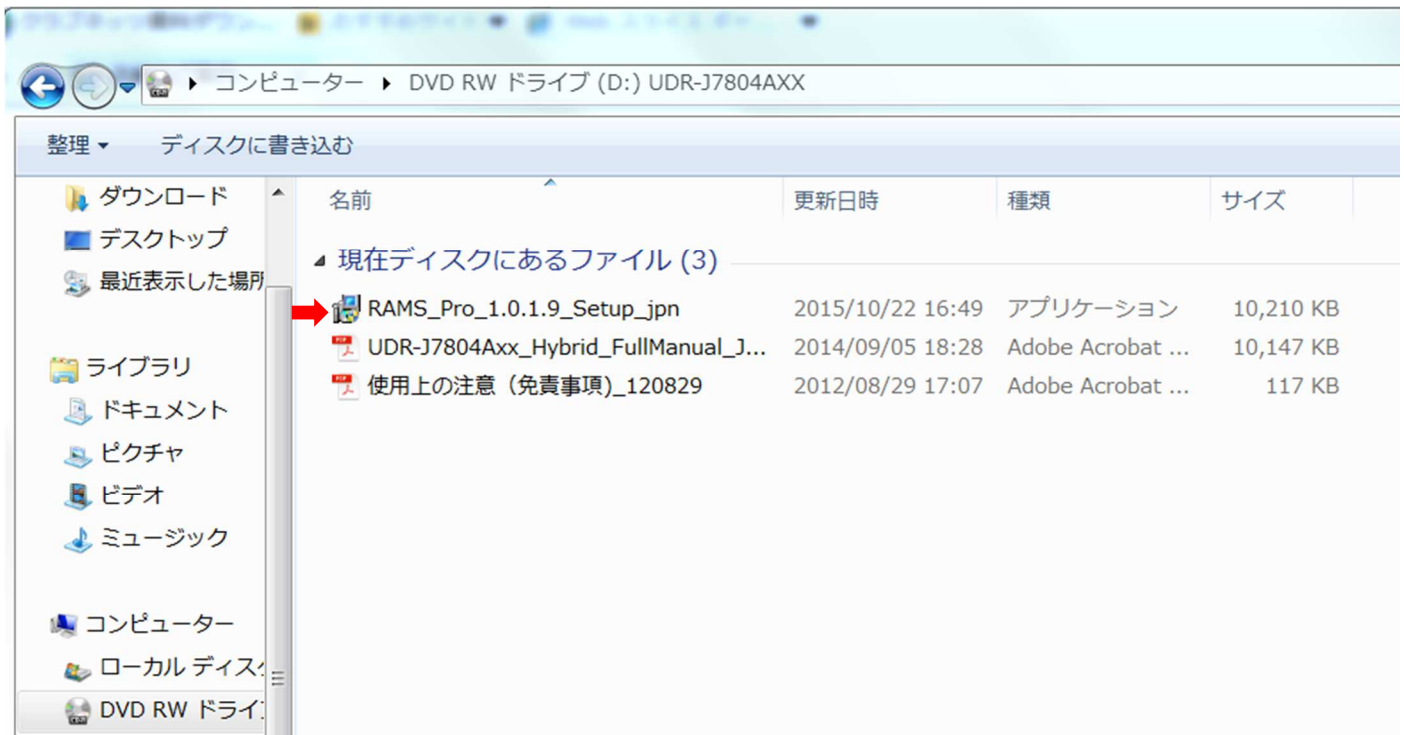 コンピューター ▸ DVD RW ドライブ (D:) UDR-J7804AXX
整理 ディスクに書き込む
名前 更新日時 種類 サイズ
現在ディスクにあるファイル (3)
RAMS_Pro_1.0.1.9_Setup_jpn 2015/10/22 16:49 アプリケーション 10,210 KB
UDR-J7804Axx_Hybrid_FullManual_J... 2014/09/05 18:28 Adobe Acrobat ... 10,147 KB
使用上の注意（免責事項)_120829 2012/08/29 17:07 Adobe Acrobat ... 117 KB
ダウンロード
デスクトップ
最近表示した場所
ライブラリ
ドキュメント
ピクチャ
ビデオ
ミュージック
コンピューター
ローカル ディス
DVD RW ドライ